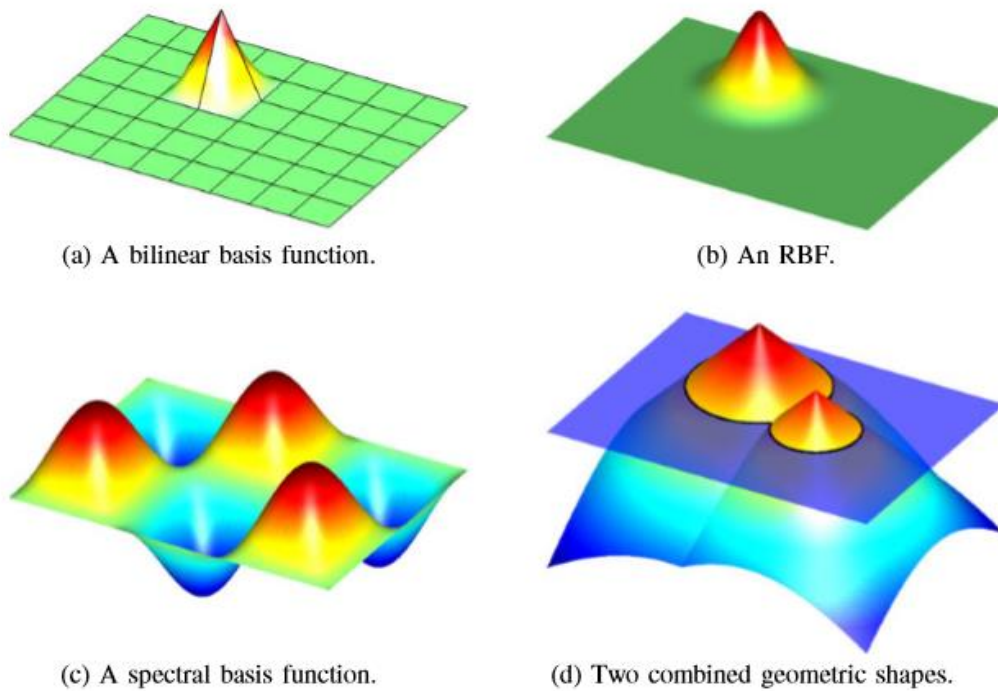 (a) A bilinear basis function.
(b) An RBF.
(c) A spectral basis function.
(d) Two combined geometric shapes.